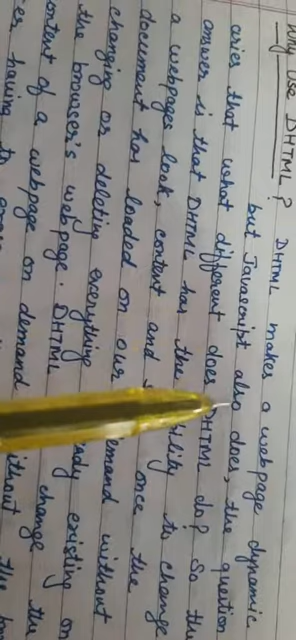 Why Use DHTML?
DHTML makes a webpage dynamic
but Javascript also does, the question
aries that what different does DHTML do? So the
answer is that DHTML has the ability to change
a webpages look, content and once the
document has loaded on our demand without
changing or deleting everything already existing on
the browser's webpage. DHTML change the
content of a webpage on demand without the
having to